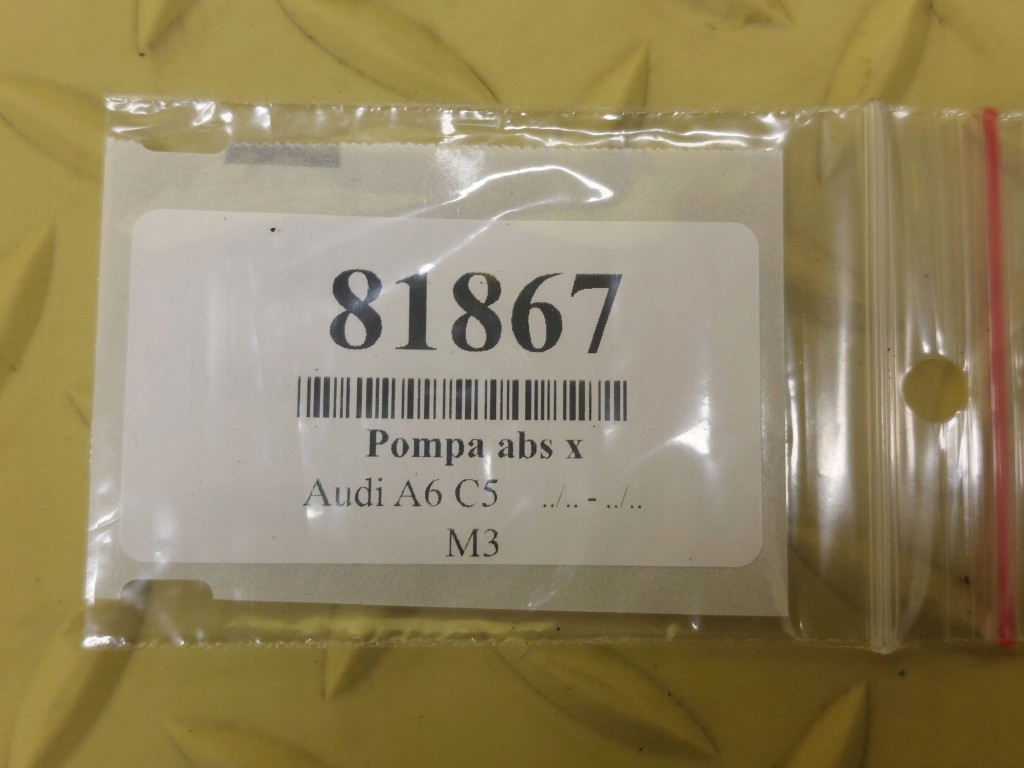 81867
Pompa abs x
Audi A6 C5 ../.. - ../..
M3